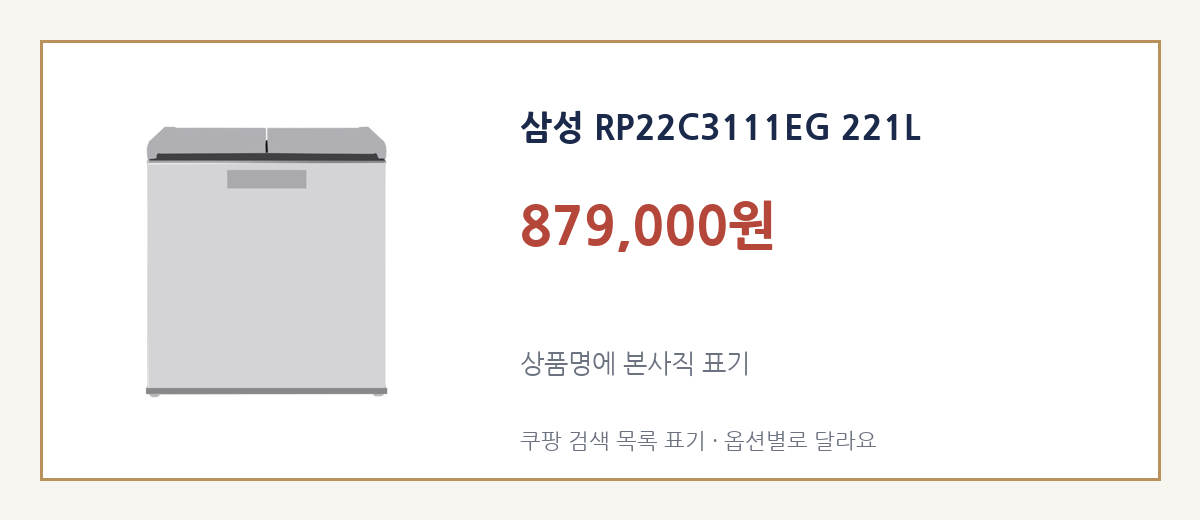 삼성 RP22C3111EG 221L
879,000원
상품명에 본사직 표기
쿠팡 검색 목록 표기 · 옵션별로 달라요